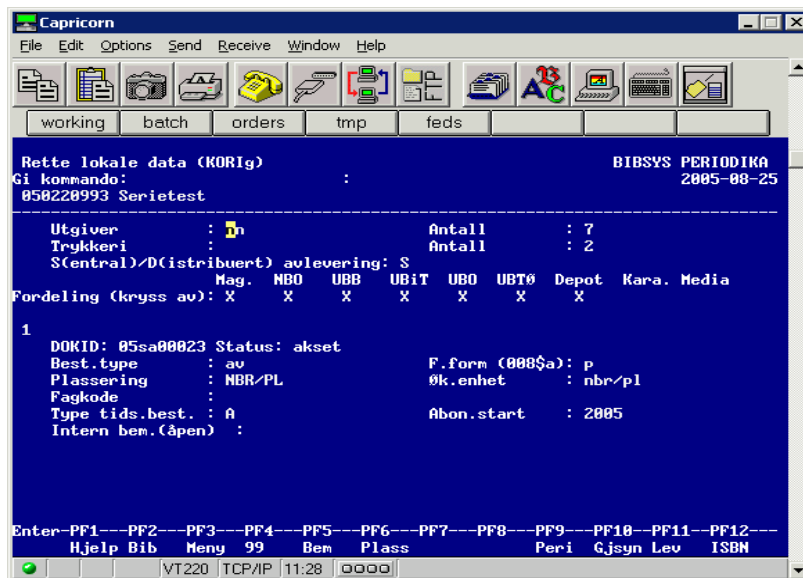 Capricorn
File Edit Options Send Receive Window Help
working batch orders tmp feds
Rette lokale data (KORIg) BIBSYS PERIODIKA
Gi kommando: : 2005-08-25
050220993 Serietest
Utgiver : nn Antall : 7
Trykkeri : Antall : 2
S(entral)/D(istribuert) avlevering: S
Mag. NBO UBB UBiT UBO UBTØ Depot Kara. Media
Fordeling (kryss av): X X X X X X X
1
DOKID: 05sa00023 Status: akset
Best.type : av F.form (008$a): p
Plassering : NBR/PL Øk.enhet : nbr/pl
Fagkode :
Type tids.best. : A Abon.start : 2005
Intern bem.(åpen) :
Enter-PF1---PF2---PF3---PF4---PF5---PF6---PF7---PF8---PF9---PF10--PF11--PF12---
Hjelp Bib Meny 99 Bem Plass Peri Gjsyn Lev ISBN
VT220 TCP/IP 11:28